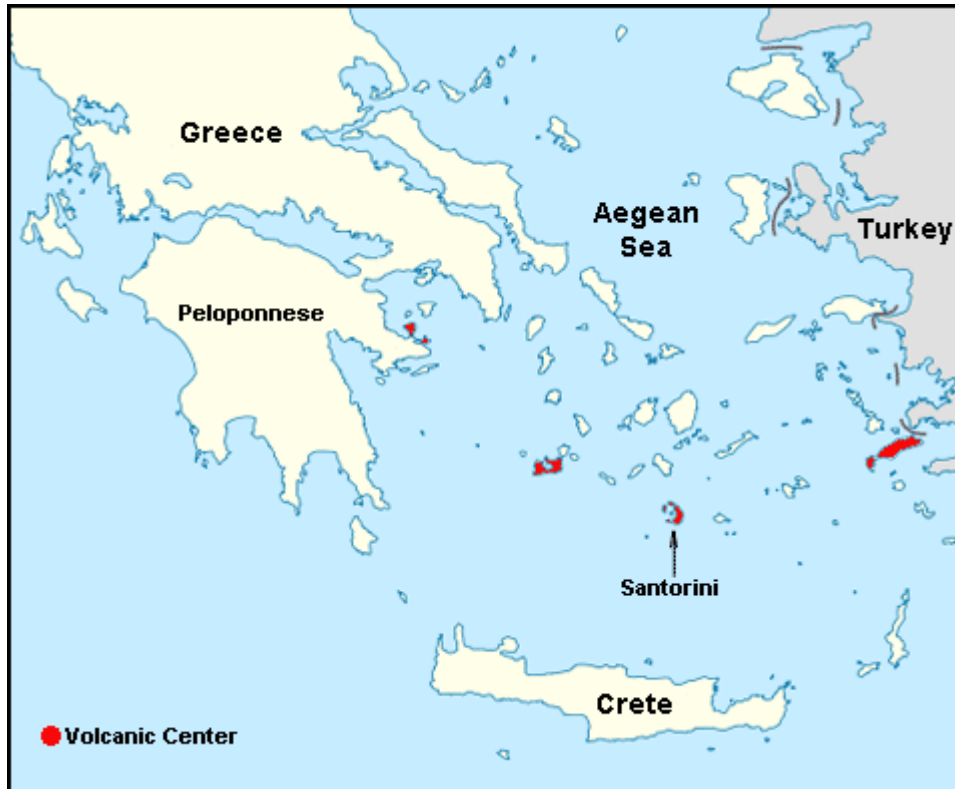 Greece
Aegean
Sea
Turkey
Peloponnese
Santorini
Crete
Volcanic Center